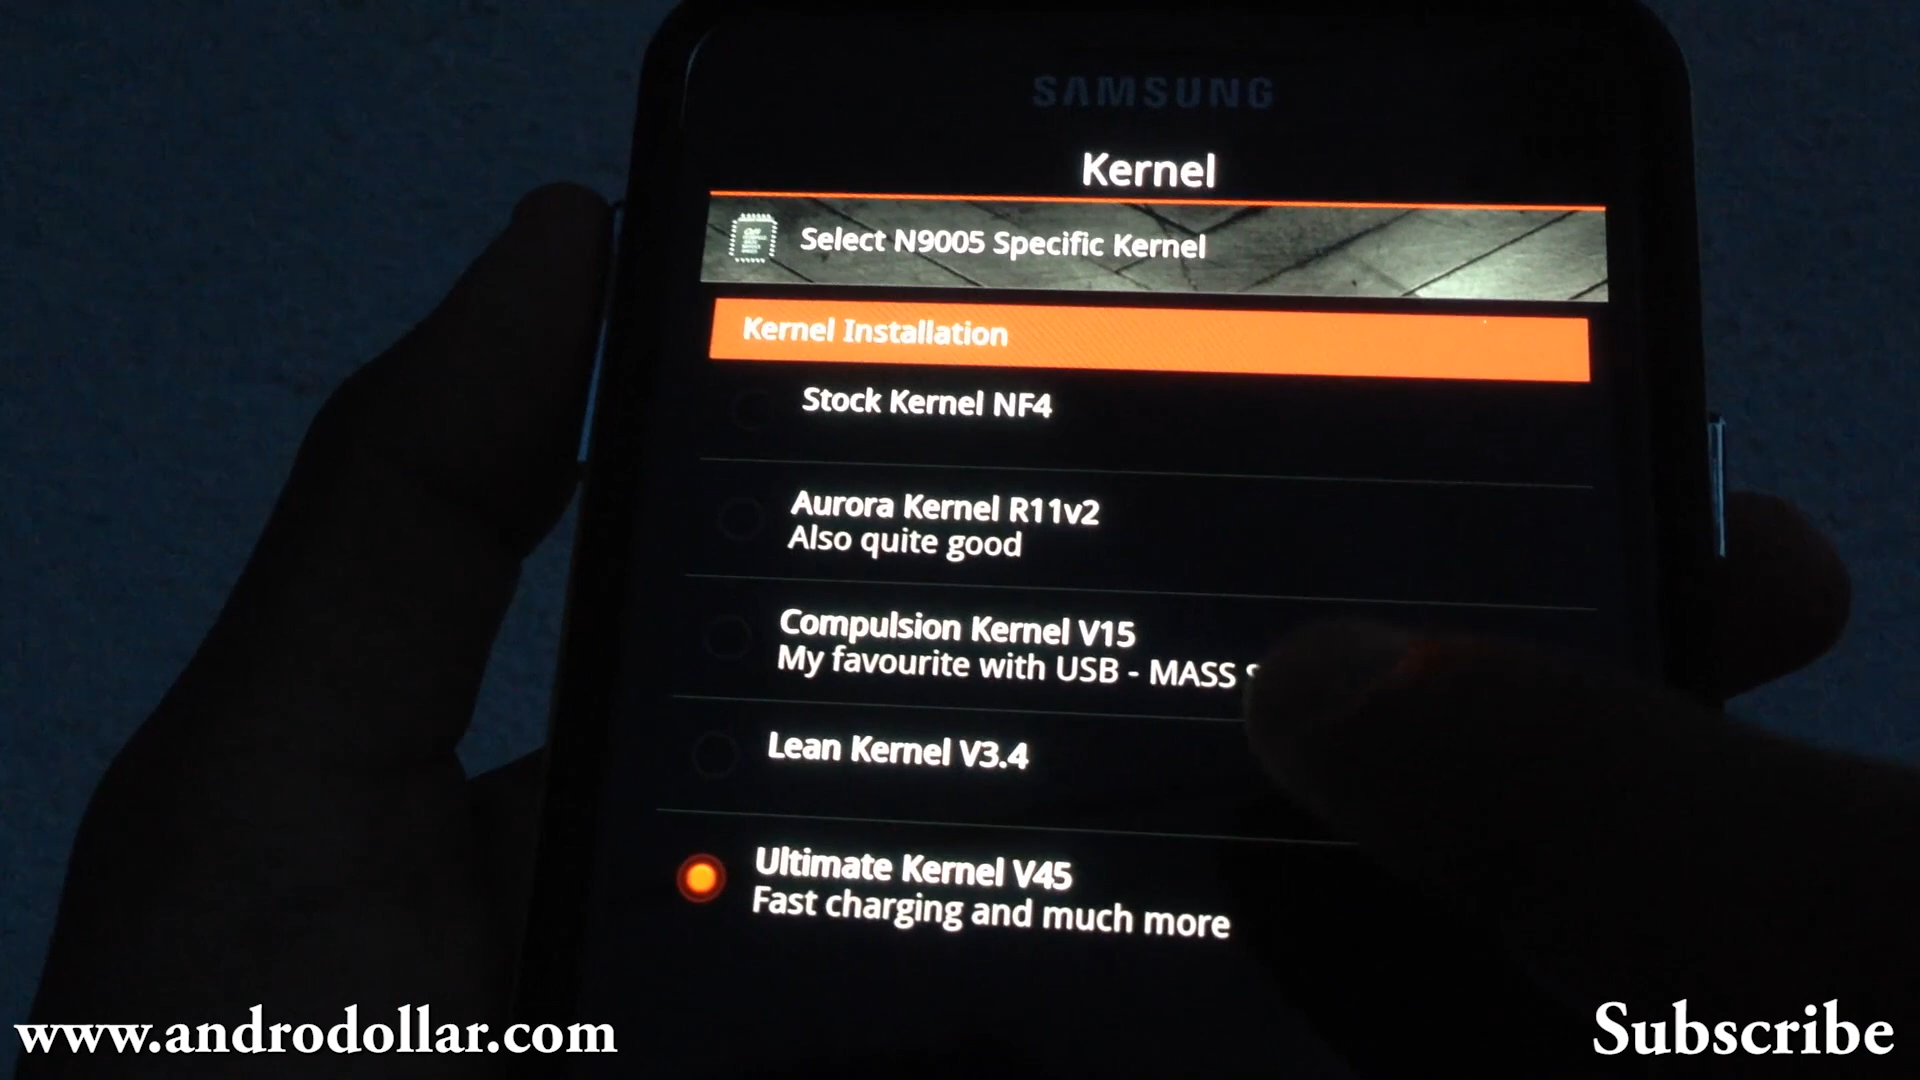 SAMSUNG
Kernel
Select N9005 Specific Kernel
Kernel Installation
Stock Kernel NF4
Aurora Kernel R11v2
Also quite good
Compulsion Kernel V15
My favourite with USB - MASS
Lean Kernel V3.4
Ultimate Kernel V45
Fast charging and much more
www.androdollar.com
Subscribe